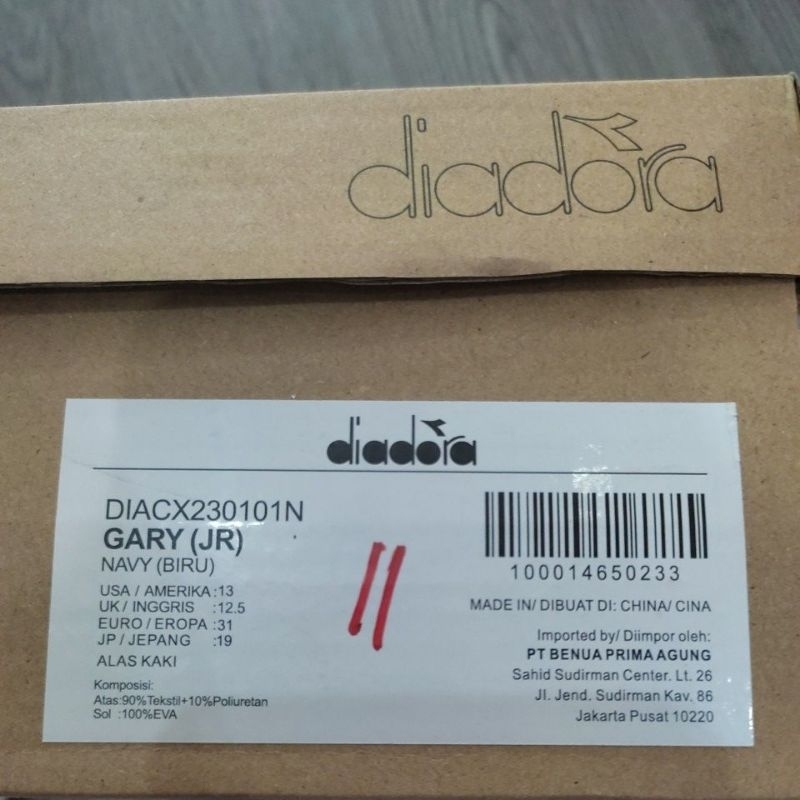 diadora
diadora
DIACX230101N
GARY (JR)
NAVY (BIRU)
USA / AMERIKA :13
UK / INGGRIS :12.5
EURO / EROPA :31
JP / JEPANG :19
ALAS KAKI
Komposisi:
Atas:90%Tekstil+10%Poliuretan
Sol :100%EVA
11
100014650233
MADE IN/ DIBUAT DI: CHINA/ CINA
Imported by/ Diimpor oleh:
PT BENUA PRIMA AGUNG
Sahid Sudirman Center. Lt. 26
Jl. Jend. Sudirman Kav. 86
Jakarta Pusat 10220